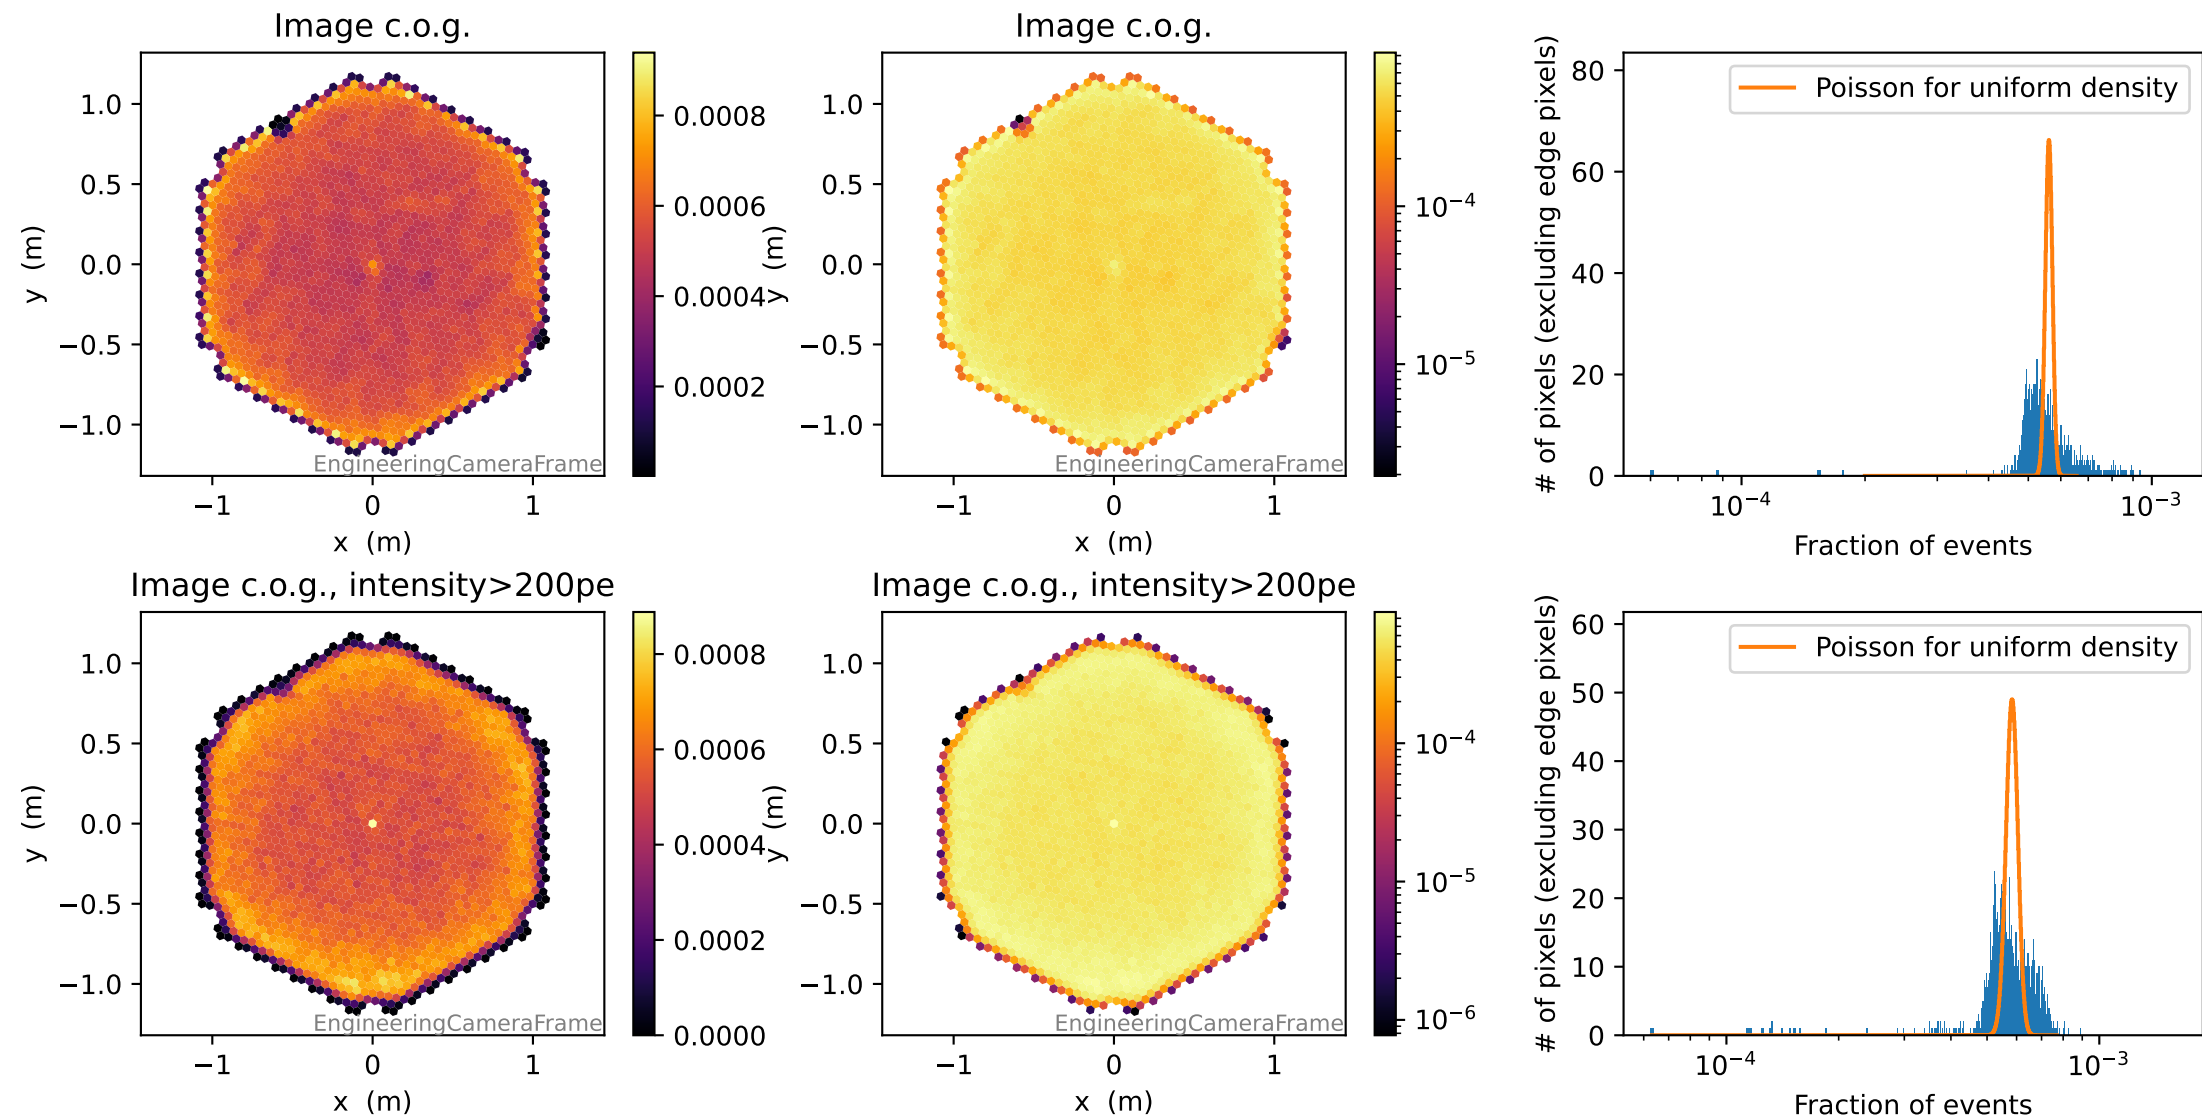 Image c.o.g.
y (m)
1.0
0.5
0.0
−0.5
−1.0
EngineeringCameraFrame
−1 0 1
x (m)
0.0008
0.0006
0.0004
0.0002
Image c.o.g.
y (m)
1.0
0.5
0.0
−0.5
−1.0
EngineeringCameraFrame
−1 0 1
x (m)
10⁻⁴
10⁻⁵
# of pixels (excluding edge pixels)
80
60
40
20
0
Poisson for uniform density
10⁻⁴ 10⁻³
Fraction of events
Image c.o.g., intensity>200pe
y (m)
1.0
0.5
0.0
−0.5
−1.0
EngineeringCameraFrame
−1 0 1
x (m)
0.0008
0.0006
0.0004
0.0002
0.0000
Image c.o.g., intensity>200pe
y (m)
1.0
0.5
0.0
−0.5
−1.0
EngineeringCameraFrame
−1 0 1
x (m)
10⁻⁴
10⁻⁵
10⁻⁶
# of pixels (excluding edge pixels)
60
50
40
30
20
10
0
Poisson for uniform density
10⁻⁴ 10⁻³
Fraction of events